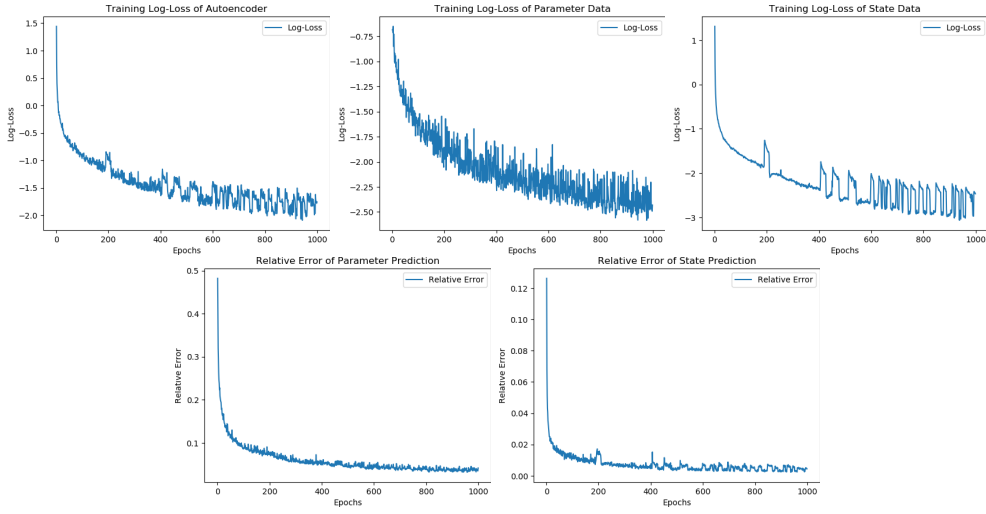 Training Log-Loss of Autoencoder
Log-Loss
1.5
1.0
0.5
0.0
−0.5
−1.0
−1.5
−2.0
Log-Loss
0 200 400 600 800 1000
Epochs
Training Log-Loss of Parameter Data
Log-Loss
−0.75
−1.00
−1.25
−1.50
−1.75
−2.00
−2.25
−2.50
Log-Loss
0 200 400 600 800 1000
Epochs
Training Log-Loss of State Data
Log-Loss
1
0
−1
−2
−3
Log-Loss
0 200 400 600 800 1000
Epochs
Relative Error of Parameter Prediction
Relative Error
0.5
0.4
0.3
0.2
0.1
Relative Error
0 200 400 600 800 1000
Epochs
Relative Error of State Prediction
Relative Error
0.12
0.10
0.08
0.06
0.04
0.02
0.00
Relative Error
0 200 400 600 800 1000
Epochs